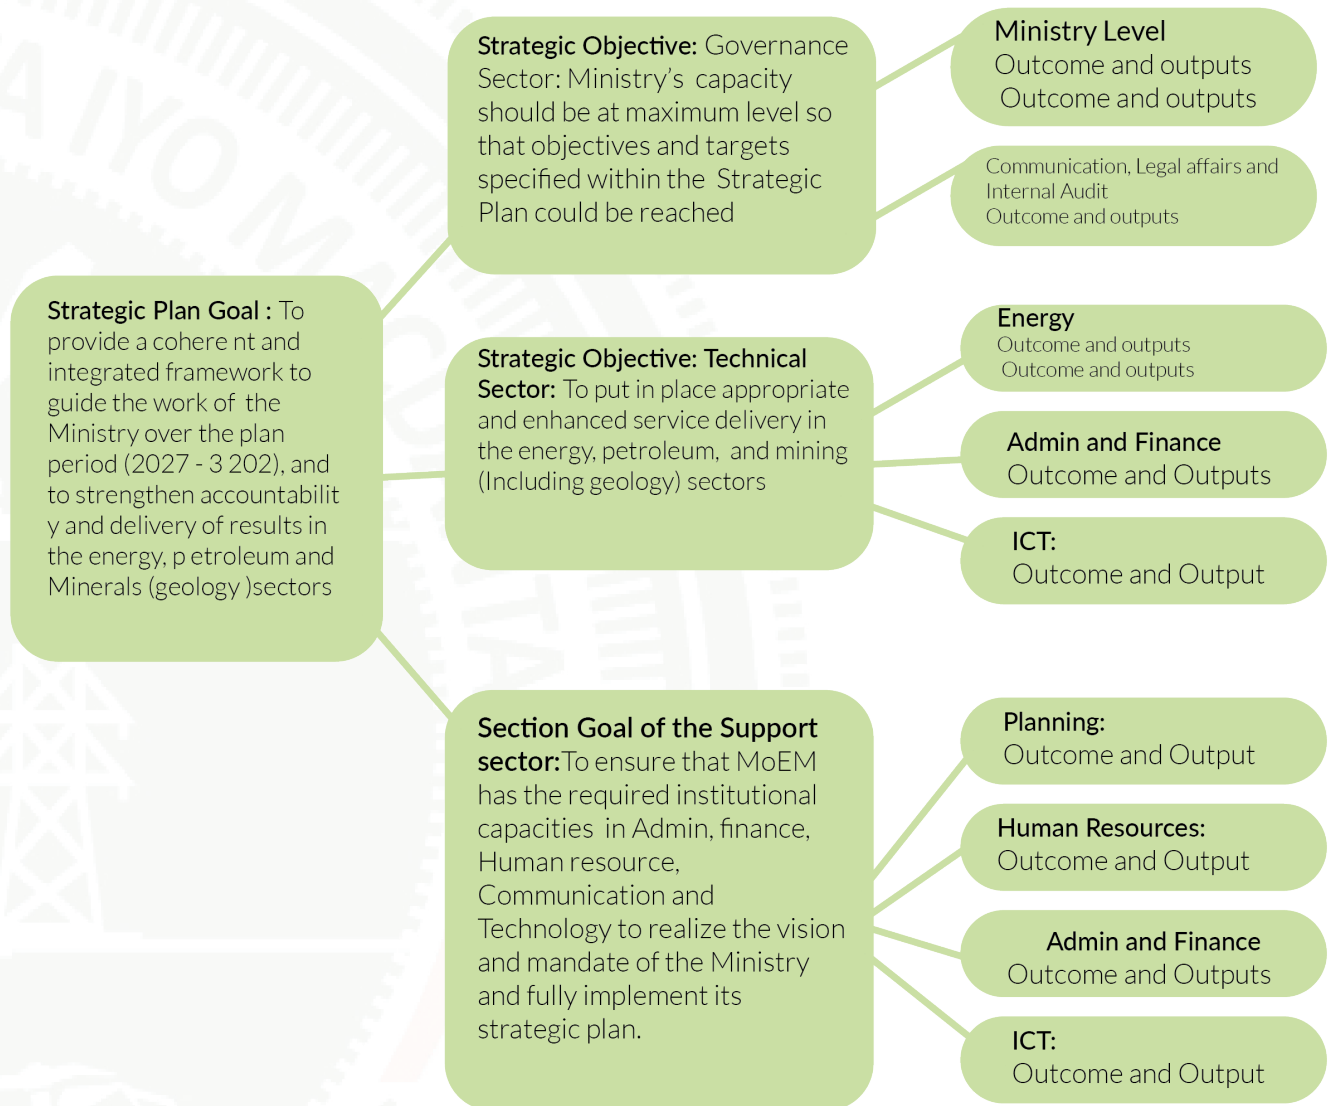 Strategic Plan Goal : To
provide a cohere nt and
integrated framework to
guide the work of the
Ministry over the plan
period (2027 - 3 202), and
to strengthen accountabilit
y and delivery of results in
the energy, p etroleum and
Minerals (geology )sectors
Strategic Objective: Governance
Sector: Ministry’s capacity
should be at maximum level so
that objectives and targets
specified within the Strategic
Plan could be reached
Ministry Level
Outcome and outputs
Outcome and outputs
Communication, Legal affairs and
Internal Audit
Outcome and outputs
Strategic Objective: Technical
Sector: To put in place appropriate
and enhanced service delivery in
the energy, petroleum, and mining
(Including geology) sectors
Energy
Outcome and outputs
Outcome and outputs
Admin and Finance
Outcome and Outputs
ICT:
Outcome and Output
Section Goal of the Support
sector:To ensure that MoEM
has the required institutional
capacities in Admin, finance,
Human resource,
Communication and
Technology to realize the vision
and mandate of the Ministry
and fully implement its
strategic plan.
Planning:
Outcome and Output
Human Resources:
Outcome and Output
Admin and Finance
Outcome and Outputs
ICT:
Outcome and Output